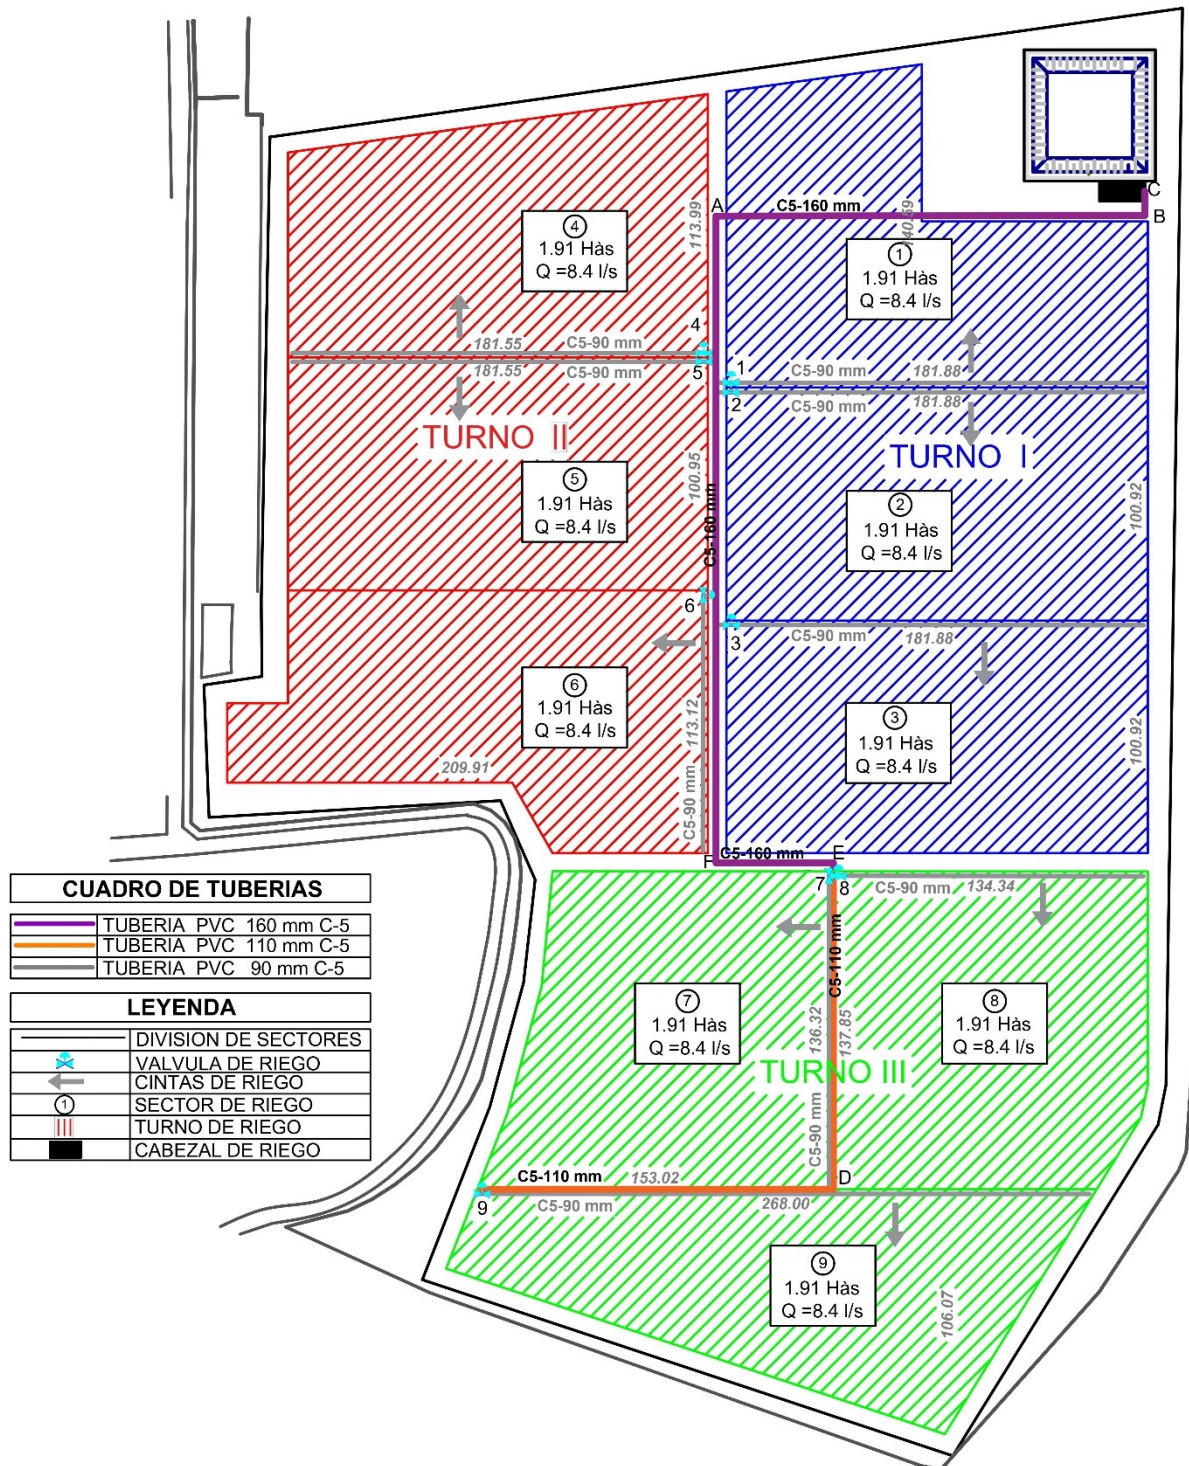 C
B
A
C5-160 mm
140.59
113.99
4
1.91 Hàs
Q =8.4 l/s
1
1.91 Hàs
Q =8.4 l/s
4
181.55
C5-90 mm
181.55
C5-90 mm
5
1
C5-90 mm
181.88
C5-90 mm
181.88
2
TURNO II
TURNO I
100.95
C5-160 mm
100.92
5
1.91 Hàs
Q =8.4 l/s
2
1.91 Hàs
Q =8.4 l/s
6
3
C5-90 mm
181.88
6
1.91 Hàs
Q =8.4 l/s
113.12
C5-90 mm
3
1.91 Hàs
Q =8.4 l/s
100.92
209.91
F
C5-160 mm
E
7
8
C5-90 mm
134.34
CUADRO DE TUBERIAS
TUBERIA PVC 160 mm C-5
TUBERIA PVC 110 mm C-5
TUBERIA PVC 90 mm C-5
LEYENDA
DIVISION DE SECTORES
VALVULA DE RIEGO
CINTAS DE RIEGO
1
SECTOR DE RIEGO
TURNO DE RIEGO
CABEZAL DE RIEGO
C5-110 mm
7
1.91 Hàs
Q =8.4 l/s
136.32
137.85
8
1.91 Hàs
Q =8.4 l/s
TURNO III
C5-90 mm
C5-110 mm
153.02
D
9
C5-90 mm
268.00
9
1.91 Hàs
Q =8.4 l/s
106.07